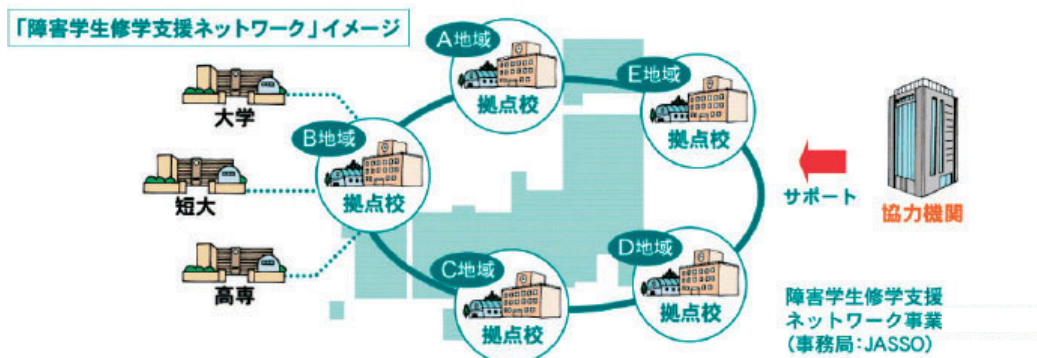 「障害学生修学支援ネットワーク」イメージ
A地域
拠点校
E地域
拠点校
大学
B地域
拠点校
短大
高専
C地域
拠点校
D地域
拠点校
サポート
協力機関
障害学生修学支援
ネットワーク事業
(事務局:JASSO)